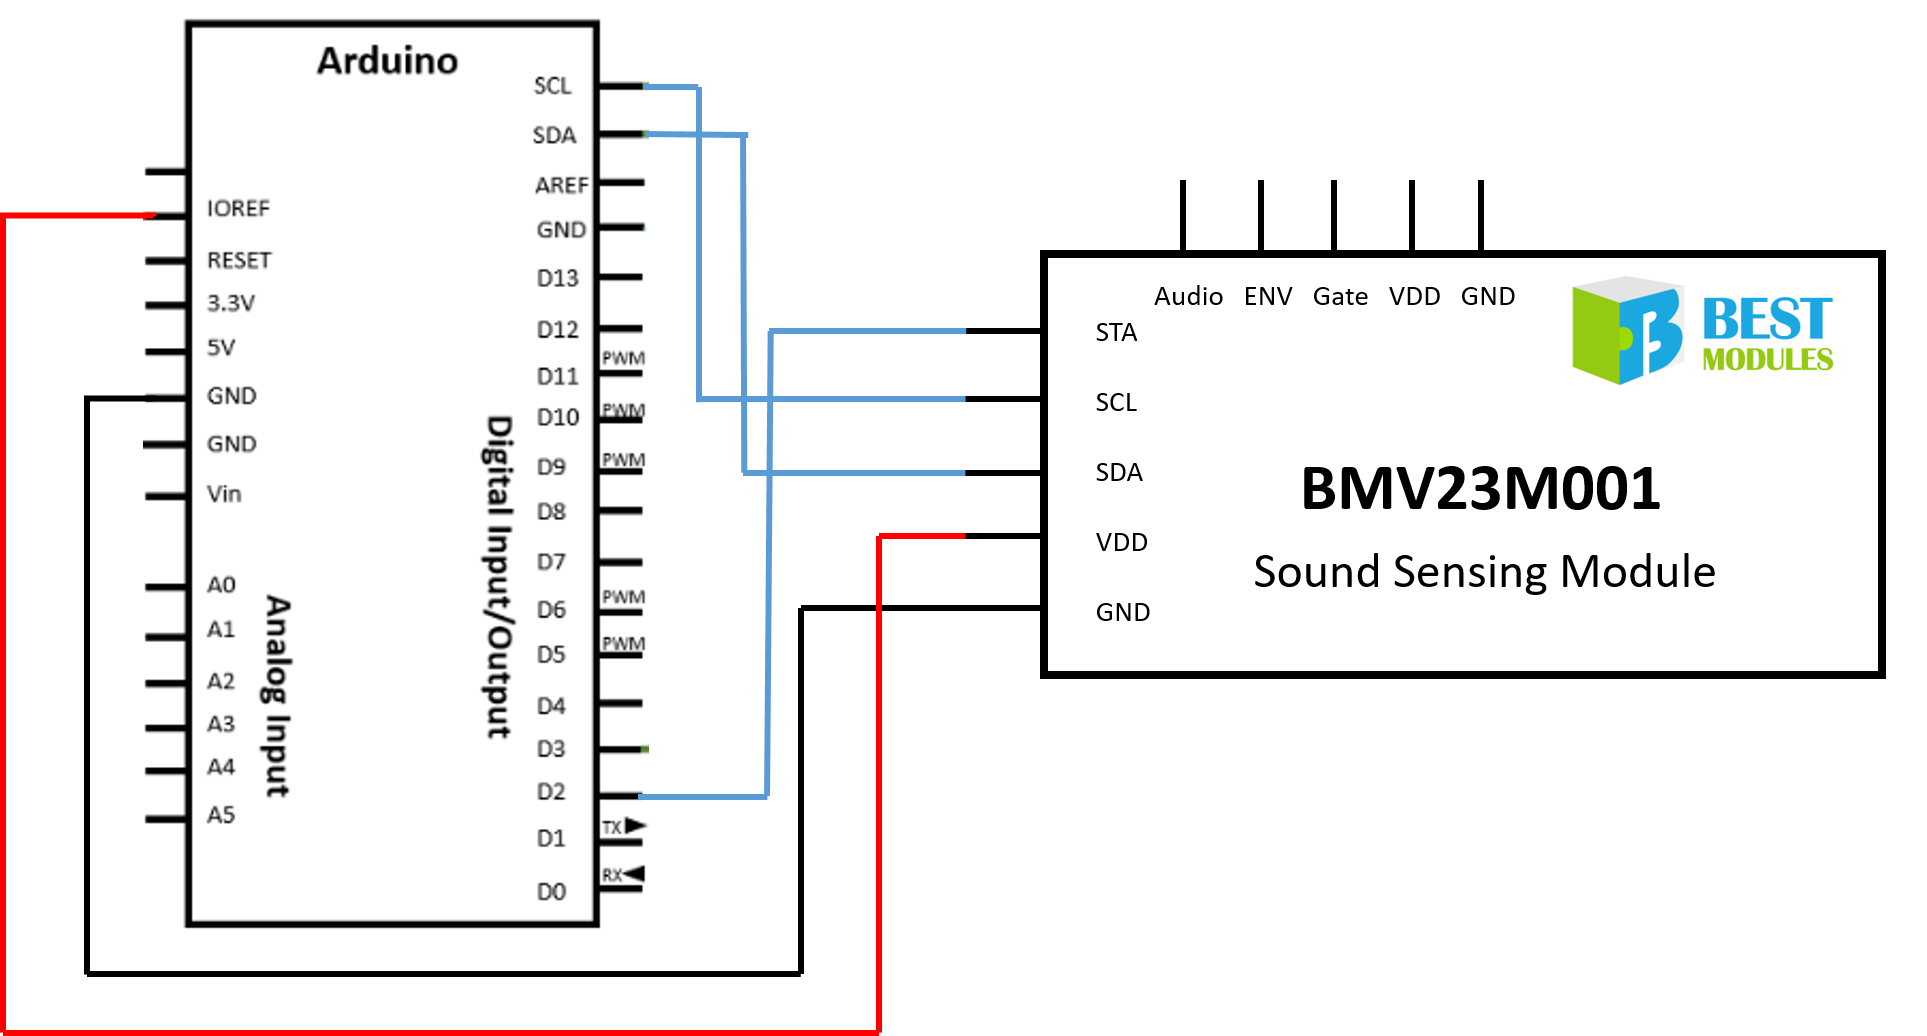 Arduino
SCL
SDA
AREF
GND
D13
D12
PWM
D11
PWM
D10
PWM
D9
D8
D7
PWM
D6
PWM
D5
D4
D3
D2
TX
D1
RX
D0
IOREF
RESET
3.3V
5V
GND
GND
Vin
A0
A1
A2
A3
A4
A5
Analog Input
Digital Input/Output
Audio ENV Gate VDD GND
STA
SCL
SDA
VDD
GND
BEST
MODULES
BMV23M001
Sound Sensing Module